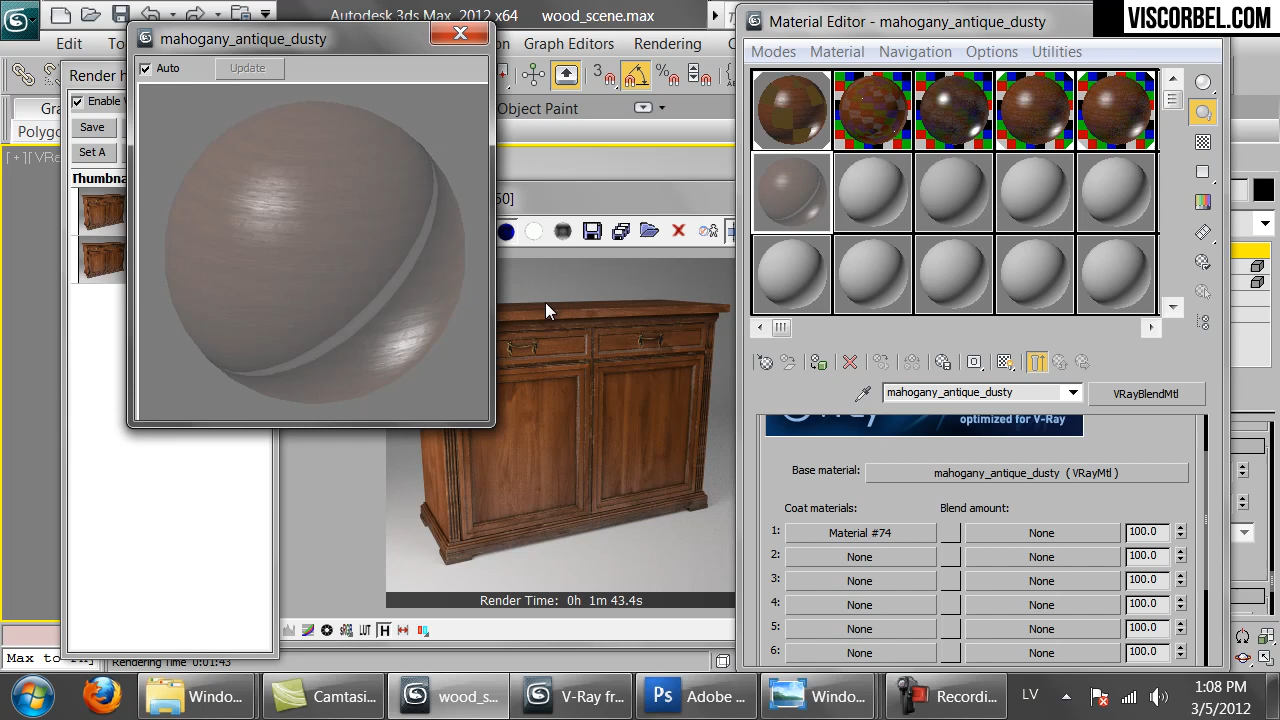 Autodesk 3ds Max 2012 x64 wood_scene.max
VISCORBEL.COM
Material Editor - mahogany_antique_dusty
Edit
Graph Editors
Rendering
mahogany_antique_dusty
Auto
Update
Modes
Material
Navigation
Options
Utilities
Render h
Enable
Object Paint
Save
Set A
Polygo
Thumbna
mahogany_antique_dusty
VRayBlendMtl
optimized for V-Ray
Base material:
mahogany_antique_dusty ( VRayMtl )
Coat materials:
Blend amount:
1:
Material #74
None
100.0
2:
None
None
100.0
3:
None
None
100.0
4:
None
None
100.0
5:
None
None
100.0
6:
None
None
100.0
Render Time: 0h 1m 43.4s
sRGB
LUT
H
Rendering Time 0:01:43
Windo...
Camtasi...
wood_s...
V-Ray fr...
Adobe ...
Windo...
Recordi...
LV
1:08 PM
3/5/2012